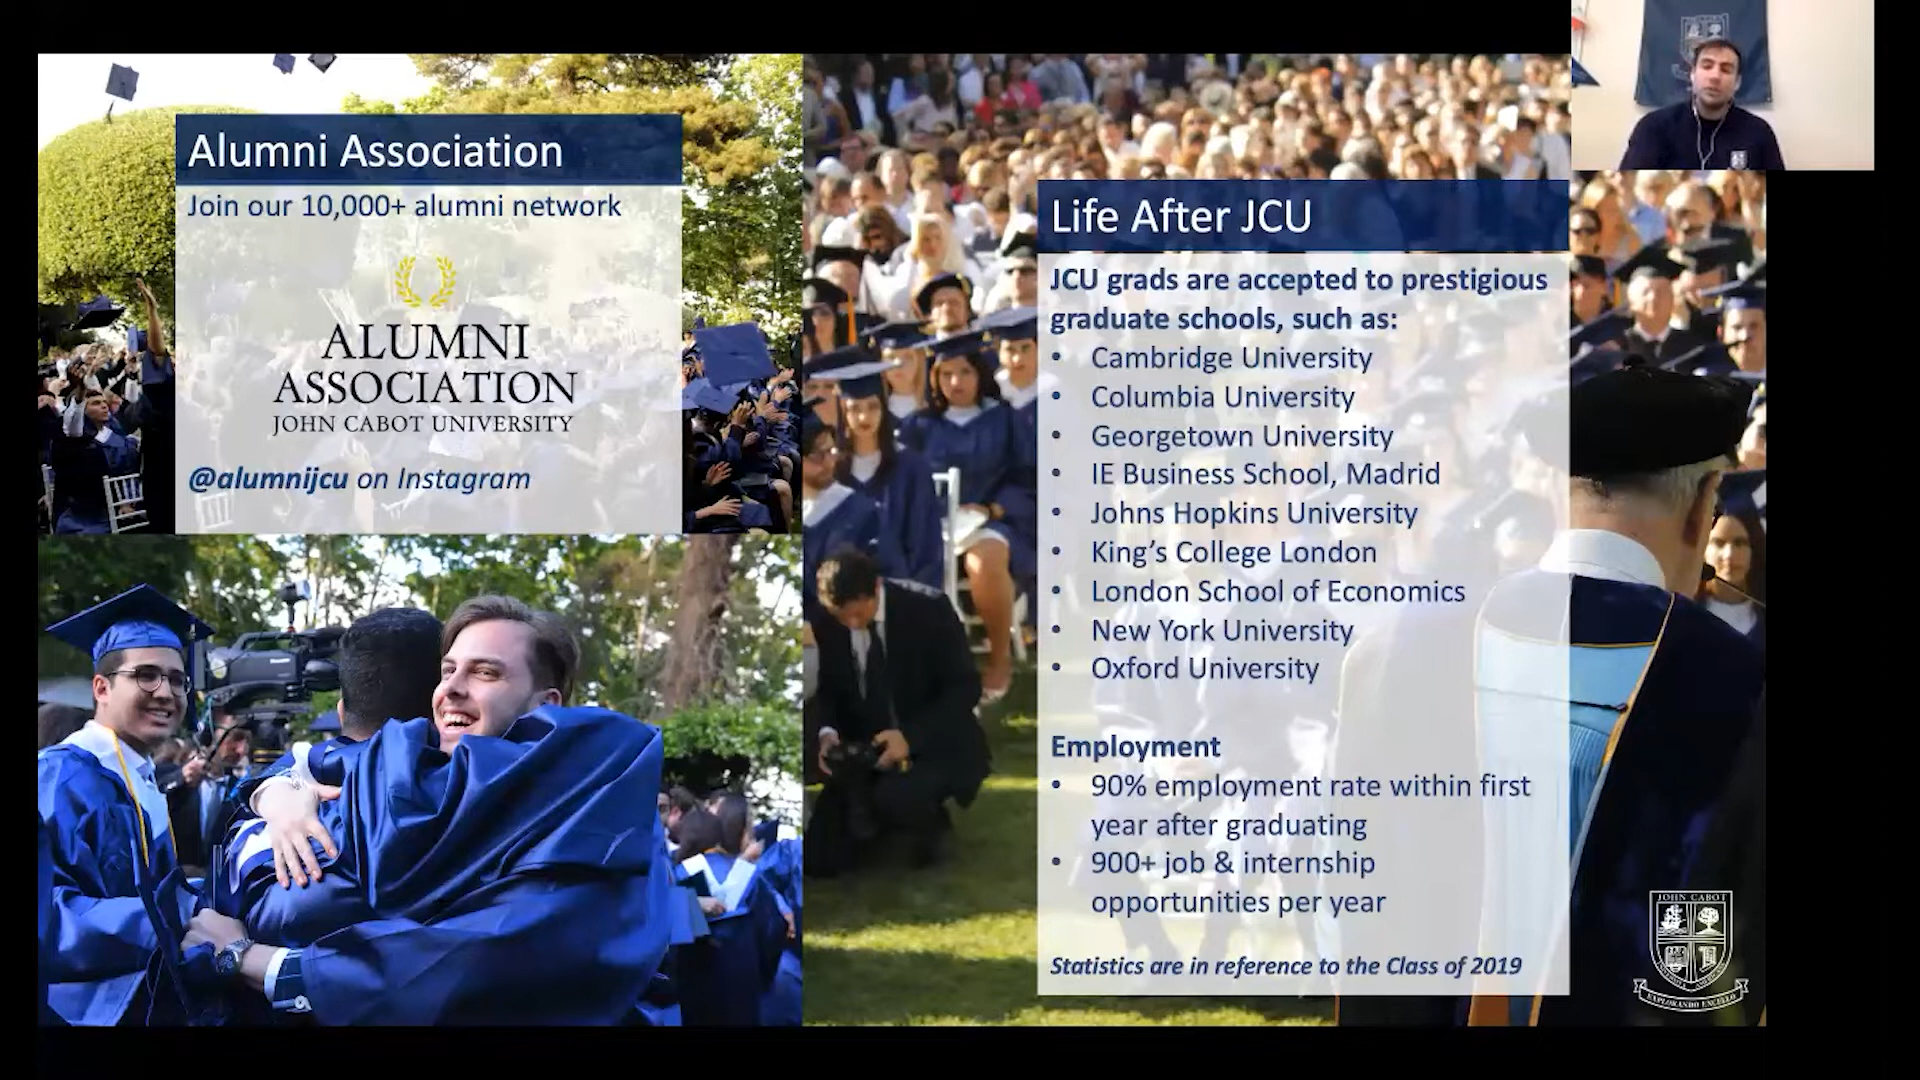 Alumni Association
Join our 10,000+ alumni network
ALUMNI
ASSOCIATION
JOHN CABOT UNIVERSITY
@alumnijcu on Instagram
Life After JCU
JCU grads are accepted to prestigious
graduate schools, such as:
• Cambridge University
• Columbia University
• Georgetown University
• IE Business School, Madrid
• Johns Hopkins University
• King's College London
• London School of Economics
• New York University
• Oxford University
Employment
• 90% employment rate within first
year after graduating
• 900+ job & internship
opportunities per year
Statistics are in reference to the Class of 2019
JOHN CABOT
EXPLORANDO EXCELLO